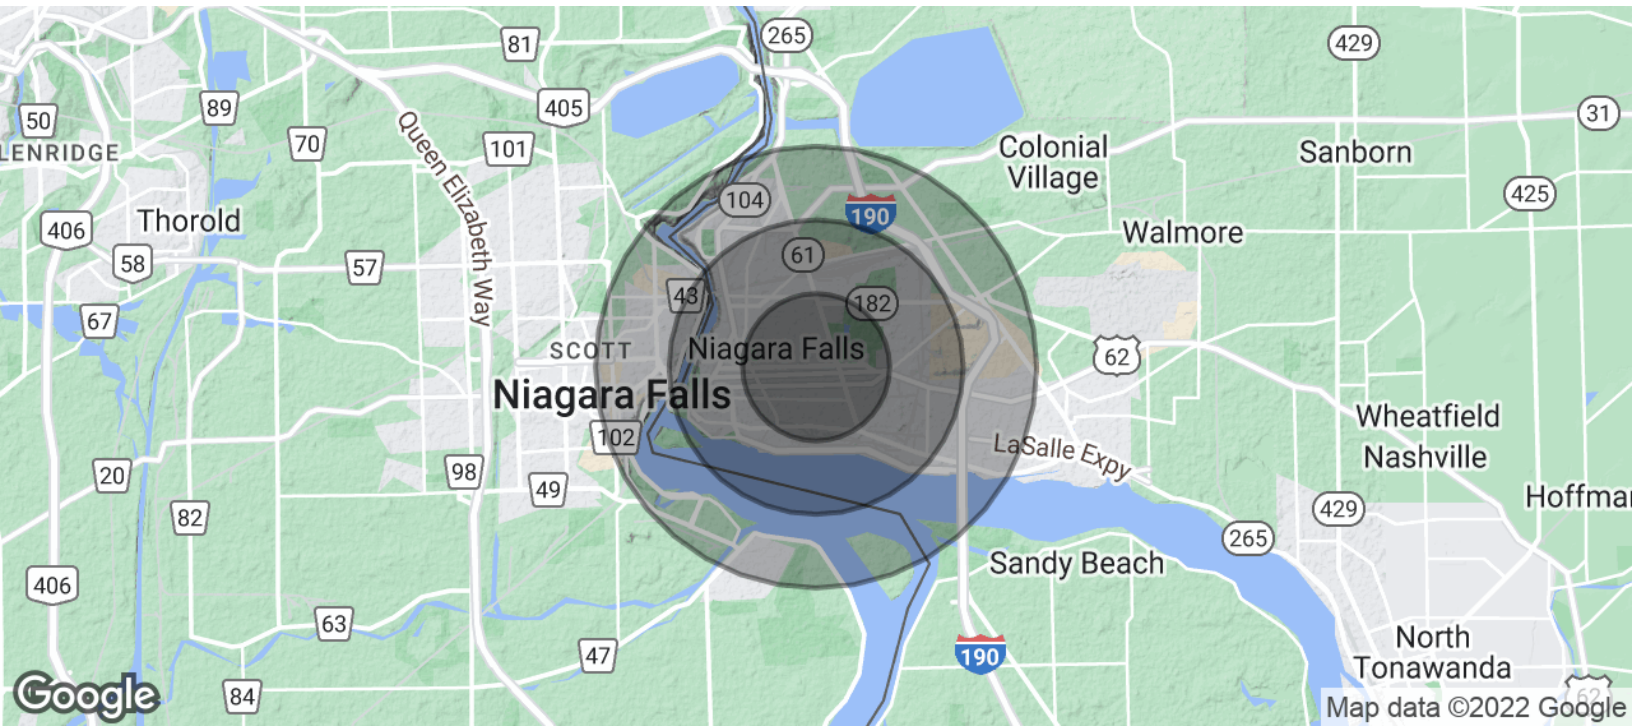 265
81
429
405
89
50
31
70
LENRIDGE
101
Colonial
Village
Sanborn
Queen Elizabeth Way
104
425
190
Thorold
406
Walmore
61
58
57
43
182
67
Niagara Falls
SCOTT
62
Niagara Falls
Wheatfield
102
LaSalle Expy
Nashville
20
98
49
Hoffmar
82
429
265
Sandy Beach
406
63
North
Tonawanda
47
190
Google
84
62
Map data ©2022 Google